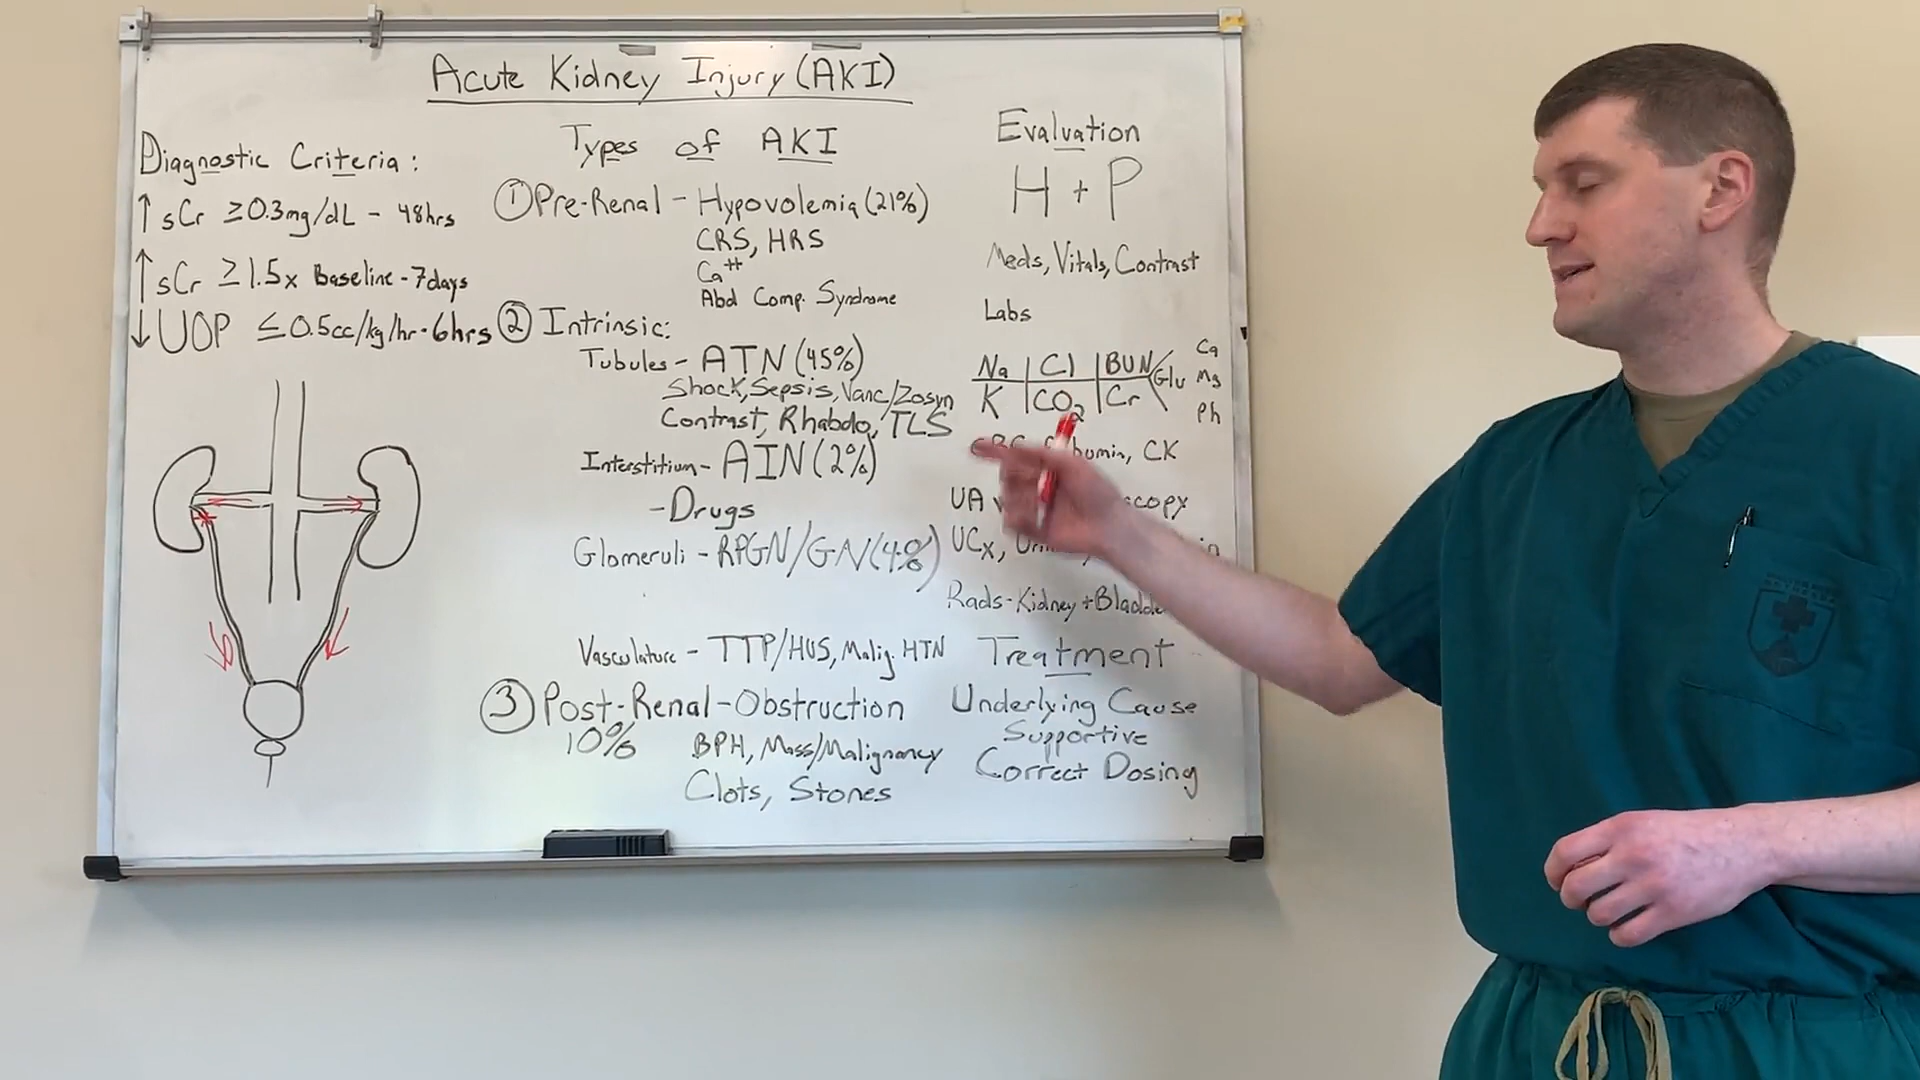 Acute Kidney Injury (AKI)
Diagnostic Criteria:
↑ sCr ≥0.3mg/dL - 48hrs
↑ sCr ≥1.5x Baseline - 7days
↓ UOP ≤0.5cc/kg/hr - 6hrs
Types of AKI
① Pre-Renal - Hypovolemia (21%)
CRS, HRS
Ca++
Abd Comp. Syndrome
② Intrinsic:
Tubules - ATN (45%)
Shock, Sepsis, Vanc/Zosyn
Contrast, Rhabdo, TLS
Interstitium - AIN (2%)
- Drugs
Glomeruli - RPGN/GN (4%)
Vasculature - TTP/HUS, Malig. HTN
③ Post-Renal - Obstruction
10%
BPH, Mass/Malignancy
Clots, Stones
Evaluation
H + P
Meds, Vitals, Contrast
Labs
Na Cl BUN Glu Ca
K CO2 Cr Mg
Ph
CK
UA
UCx,
Rads - Kidney + Bladde
Treatment
Underlying Cause
Supportive
Correct Dosing